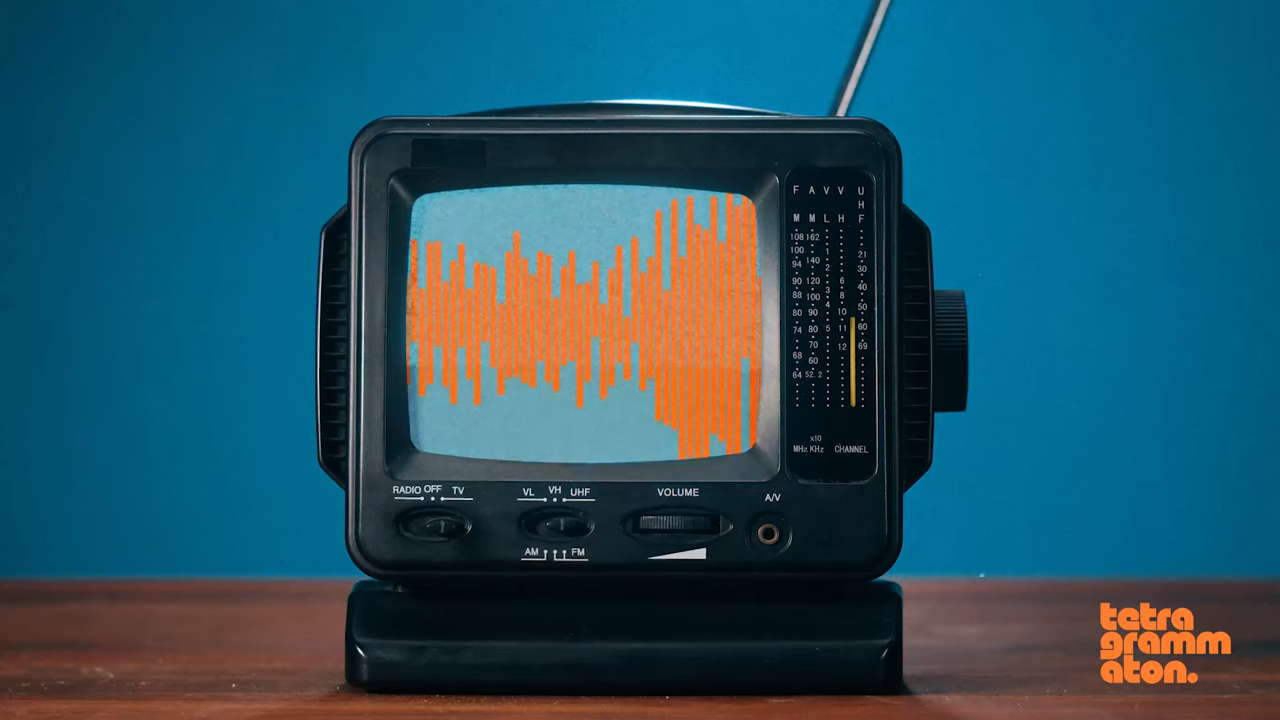 F A V V U
H
M M L H F
108 162
100 1
94 140 21
2 30
90 120 6
3 40
88 100 8
4 50
80 90 10
74 80 5 11 60
70 12 69
68 60
64 52.2
x10
MHz KHz CHANNEL
RADIO OFF TV
VL VH UHF
VOLUME
A/V
AM FM
tetra
gramm
aton.